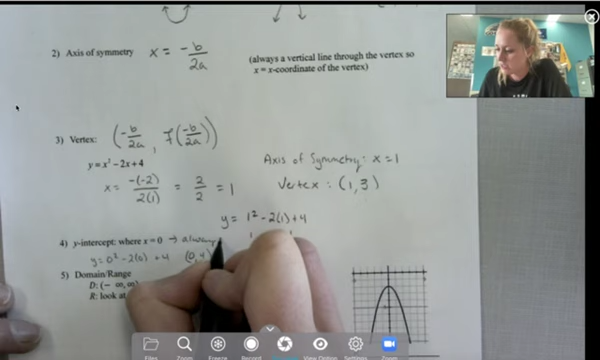 2) Axis of symmetry x = -b/2a (always a vertical line through the vertex so
x = x-coordinate of the vertex)
3) Vertex: (-b/2a, f(-b/2a))
y = x² - 2x + 4
Axis of Symmetry: x = 1
x = -(-2)/2(1) = 2/2 = 1
Vertex: (1, 3)
y = 1² - 2(1) + 4
4) y-intercept: where x = 0 → always
y = 0² - 2(0) + 4 (0, 4)
5) Domain/Range
D: (-∞, ∞)
R: look at
Files Zoom Freeze Record View Option Settings Zoom